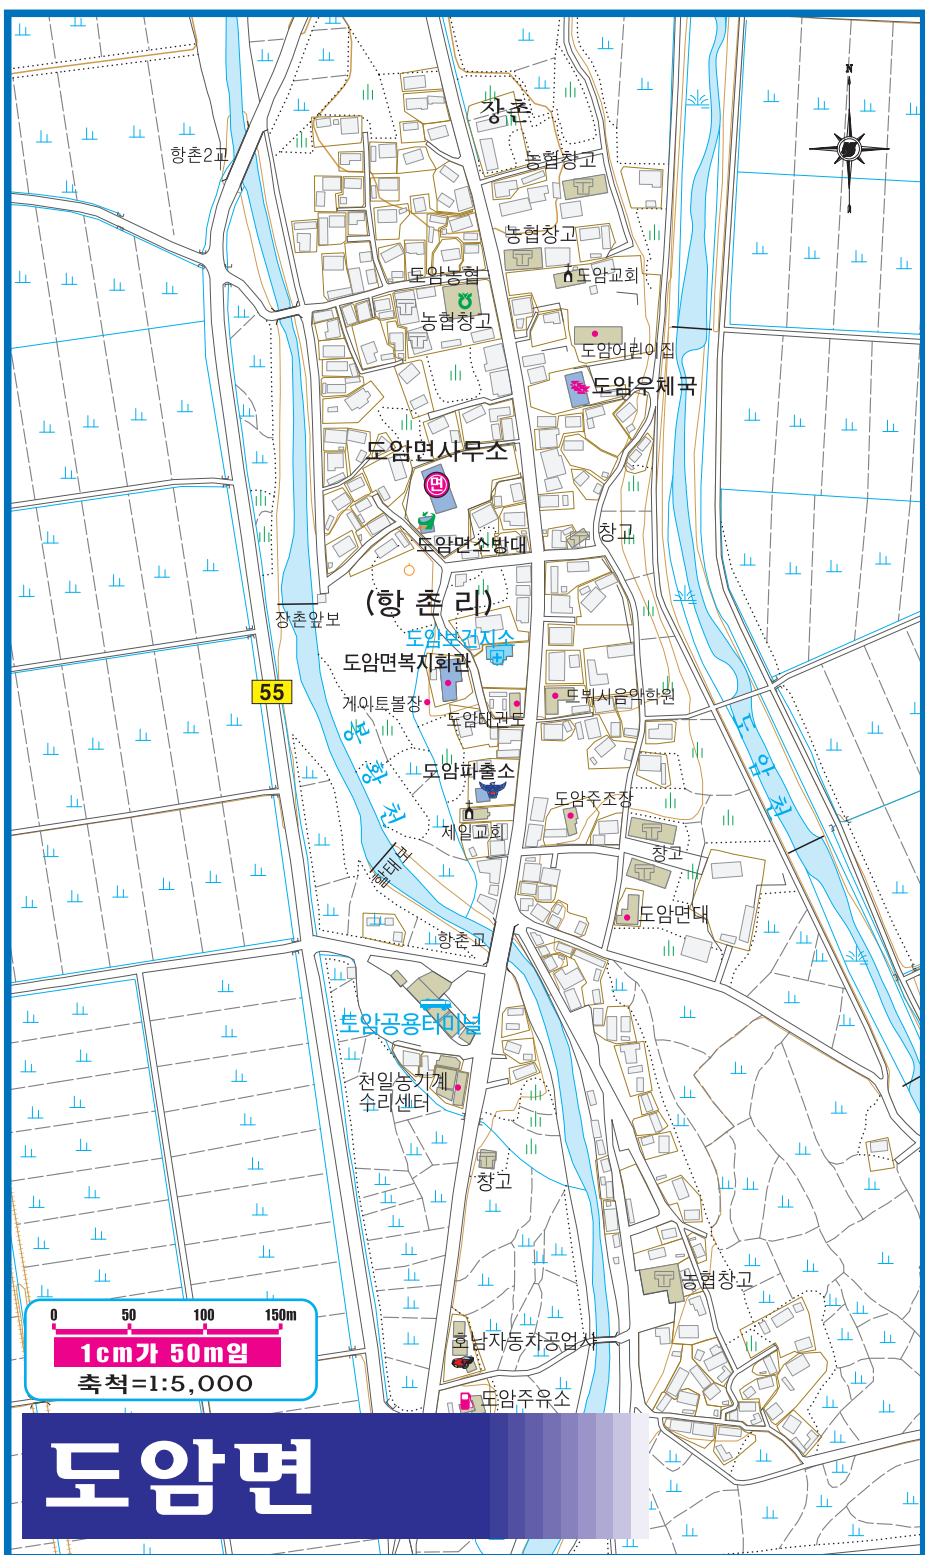 장촌
N
항촌2교
농협창고
농협창고
도암농협
도암교회
농협창고
도암어린이집
도암우체국
도암면사무소
면
창고
도암면소방대
(항 촌 리)
장촌앞보
도암보건지소
도암면복지회관
55
게이트볼장
드뷔시음악학원
도암태권도
봉황천
도암천
도암파출소
도암주조장
제일교회
창고
도암면대
항촌교
도암공용터미널
천일농기계
수리센터
창고
농협창고
0 50 100 150m
1cm가 50m임
축척=1:5,000
호남자동차공업사
도암주유소
도암면